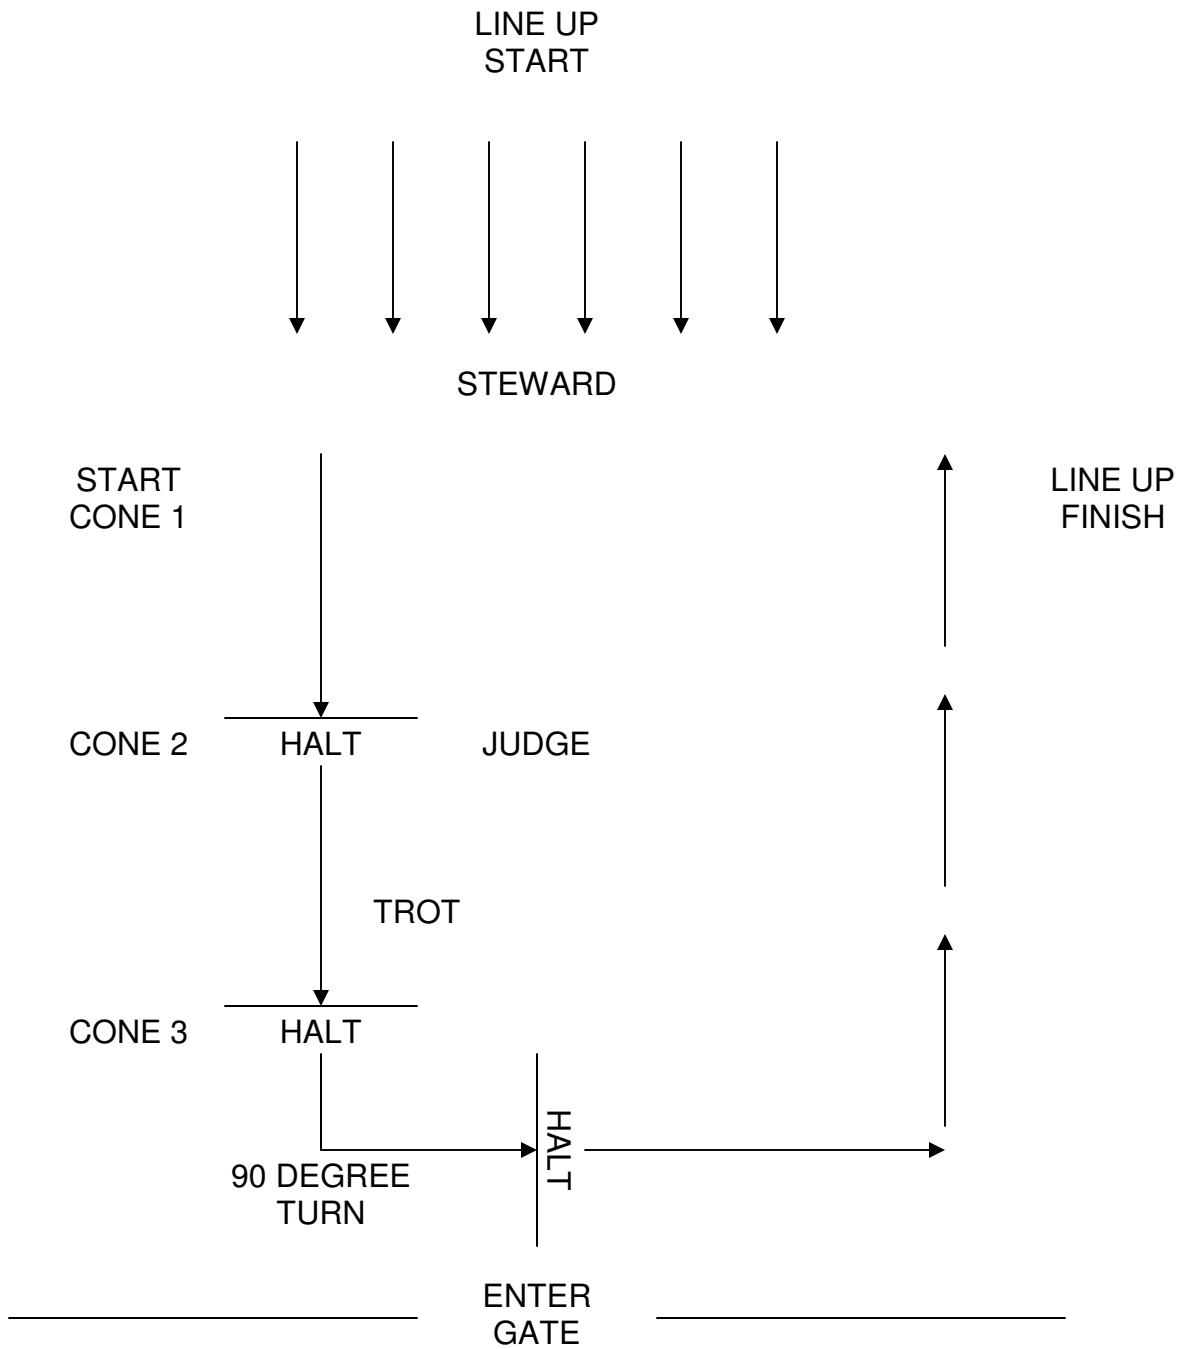 LINE UP
START
STEWARD
START
CONE 1
LINE UP
FINISH
CONE 2
HALT
JUDGE
TROT
CONE 3
HALT
HALT
90 DEGREE
TURN
ENTER
GATE